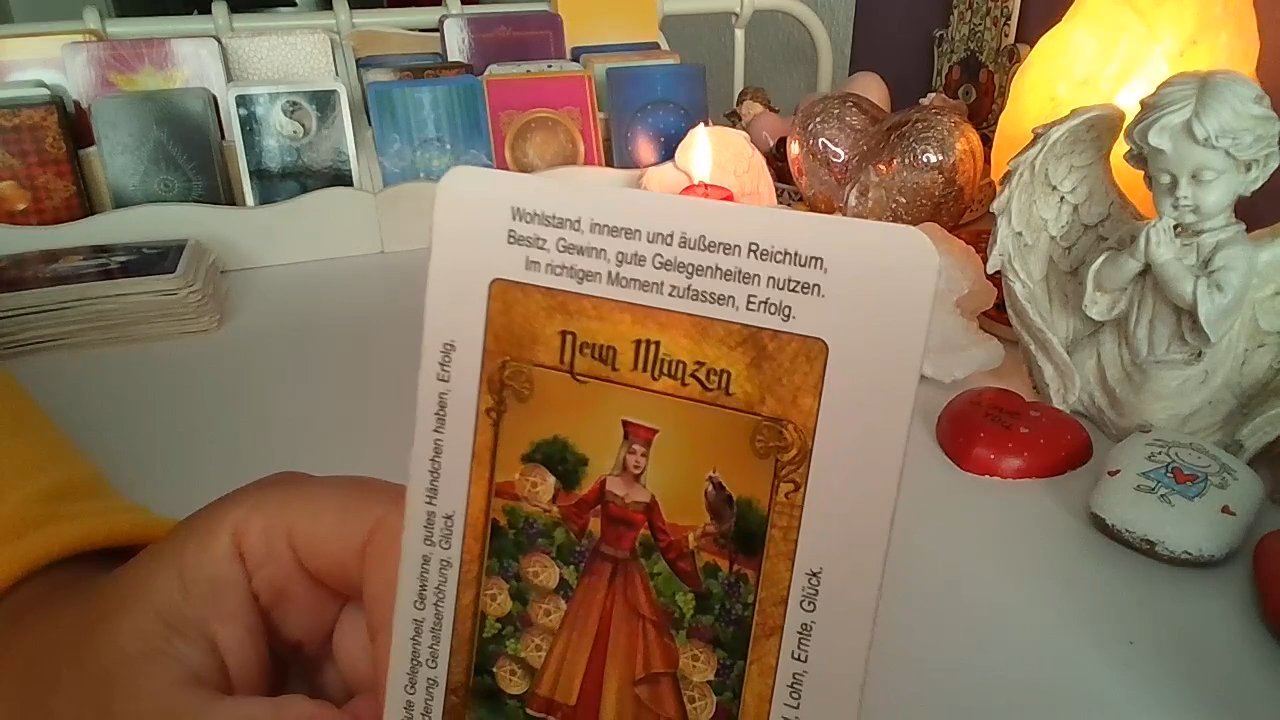 Wohlstand, inneren und äußeren Reichtum,
Besitz, Gewinn, gute Gelegenheiten nutzen.
Im richtigen Moment zufassen, Erfolg.
Neun Münzen
Gelegenheit, Gewinne, gutes Händchen haben, Erfolg,
Gehaltserhöhung, Glück.
Lohn, Ernte, Glück.